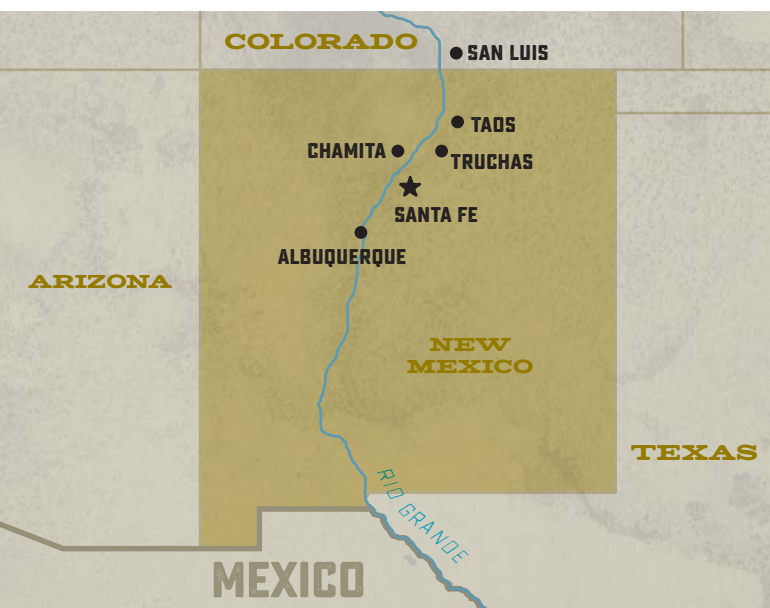 COLORADO
SAN LUIS
TAOS
CHAMITA
TRUCHAS
SANTA FE
ALBUQUERQUE
ARIZONA
NEW
MEXICO
TEXAS
RIO GRANDE
MEXICO